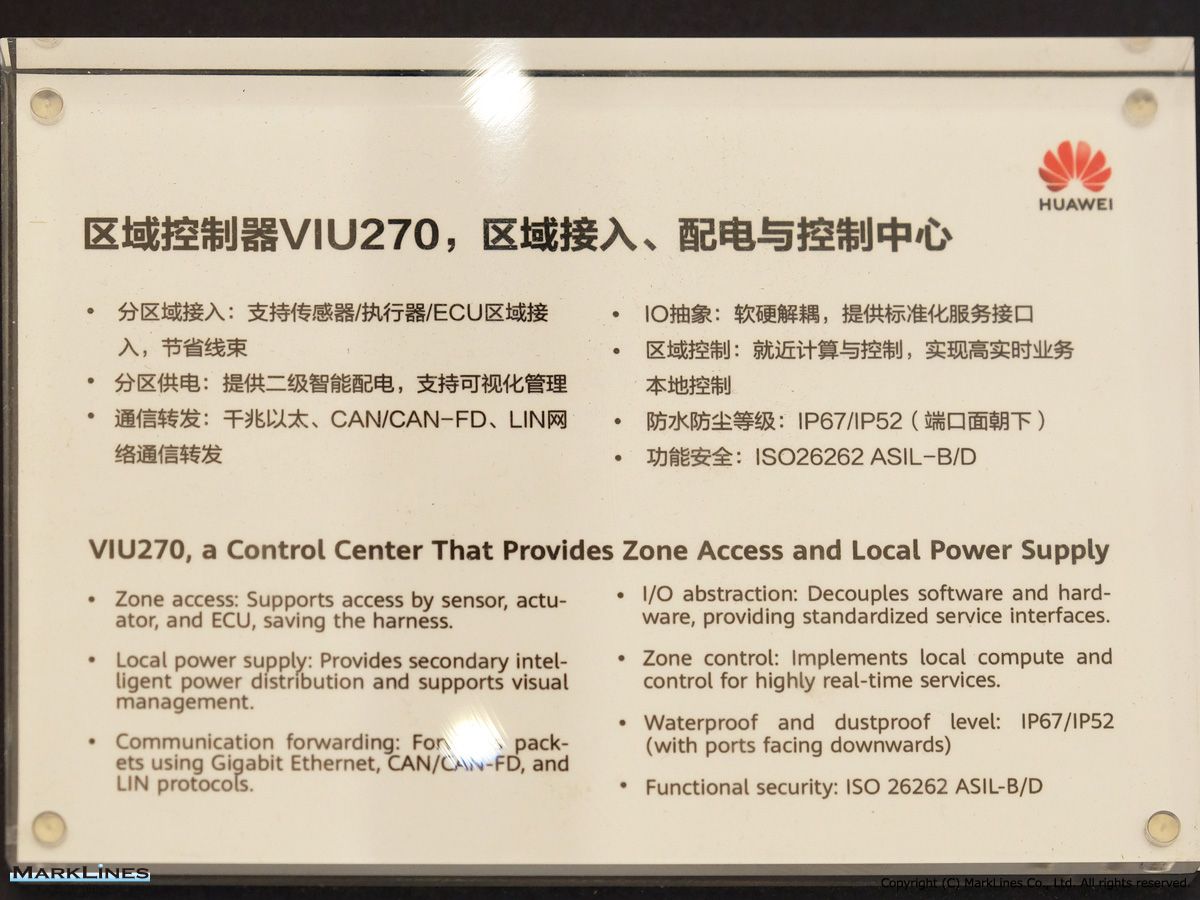 HUAWEI
区域控制器VIU270，区域接入、配电与控制中心
• 分区域接入：支持传感器/执行器/ECU区域接
入，节省线束
• 分区供电：提供二级智能配电，支持可视化管理
• 通信转发：千兆以太、CAN/CAN-FD、LIN网
络通信转发
• IO抽象：软硬解耦，提供标准化服务接口
• 区域控制：就近计算与控制，实现高实时业务
本地控制
• 防水防尘等级：IP67/IP52（端口面朝下）
• 功能安全：ISO26262 ASIL-B/D
VIU270, a Control Center That Provides Zone Access and Local Power Supply
• Zone access: Supports access by sensor, actu-
ator, and ECU, saving the harness.
• Local power supply: Provides secondary intel-
ligent power distribution and supports visual
management.
• Communication forwarding: pack-
ets using Gigabit Ethernet, CAN/CAN-FD, and
LIN protocols.
• I/O abstraction: Decouples software and hard-
ware, providing standardized service interfaces.
• Zone control: Implements local compute and
control for highly real-time services.
• Waterproof and dustproof level: IP67/IP52
(with ports facing downwards)
• Functional security: ISO 26262 ASIL-B/D
MARKLINES
Copyright (C) MarkLines Co., Ltd. All rights reserved.